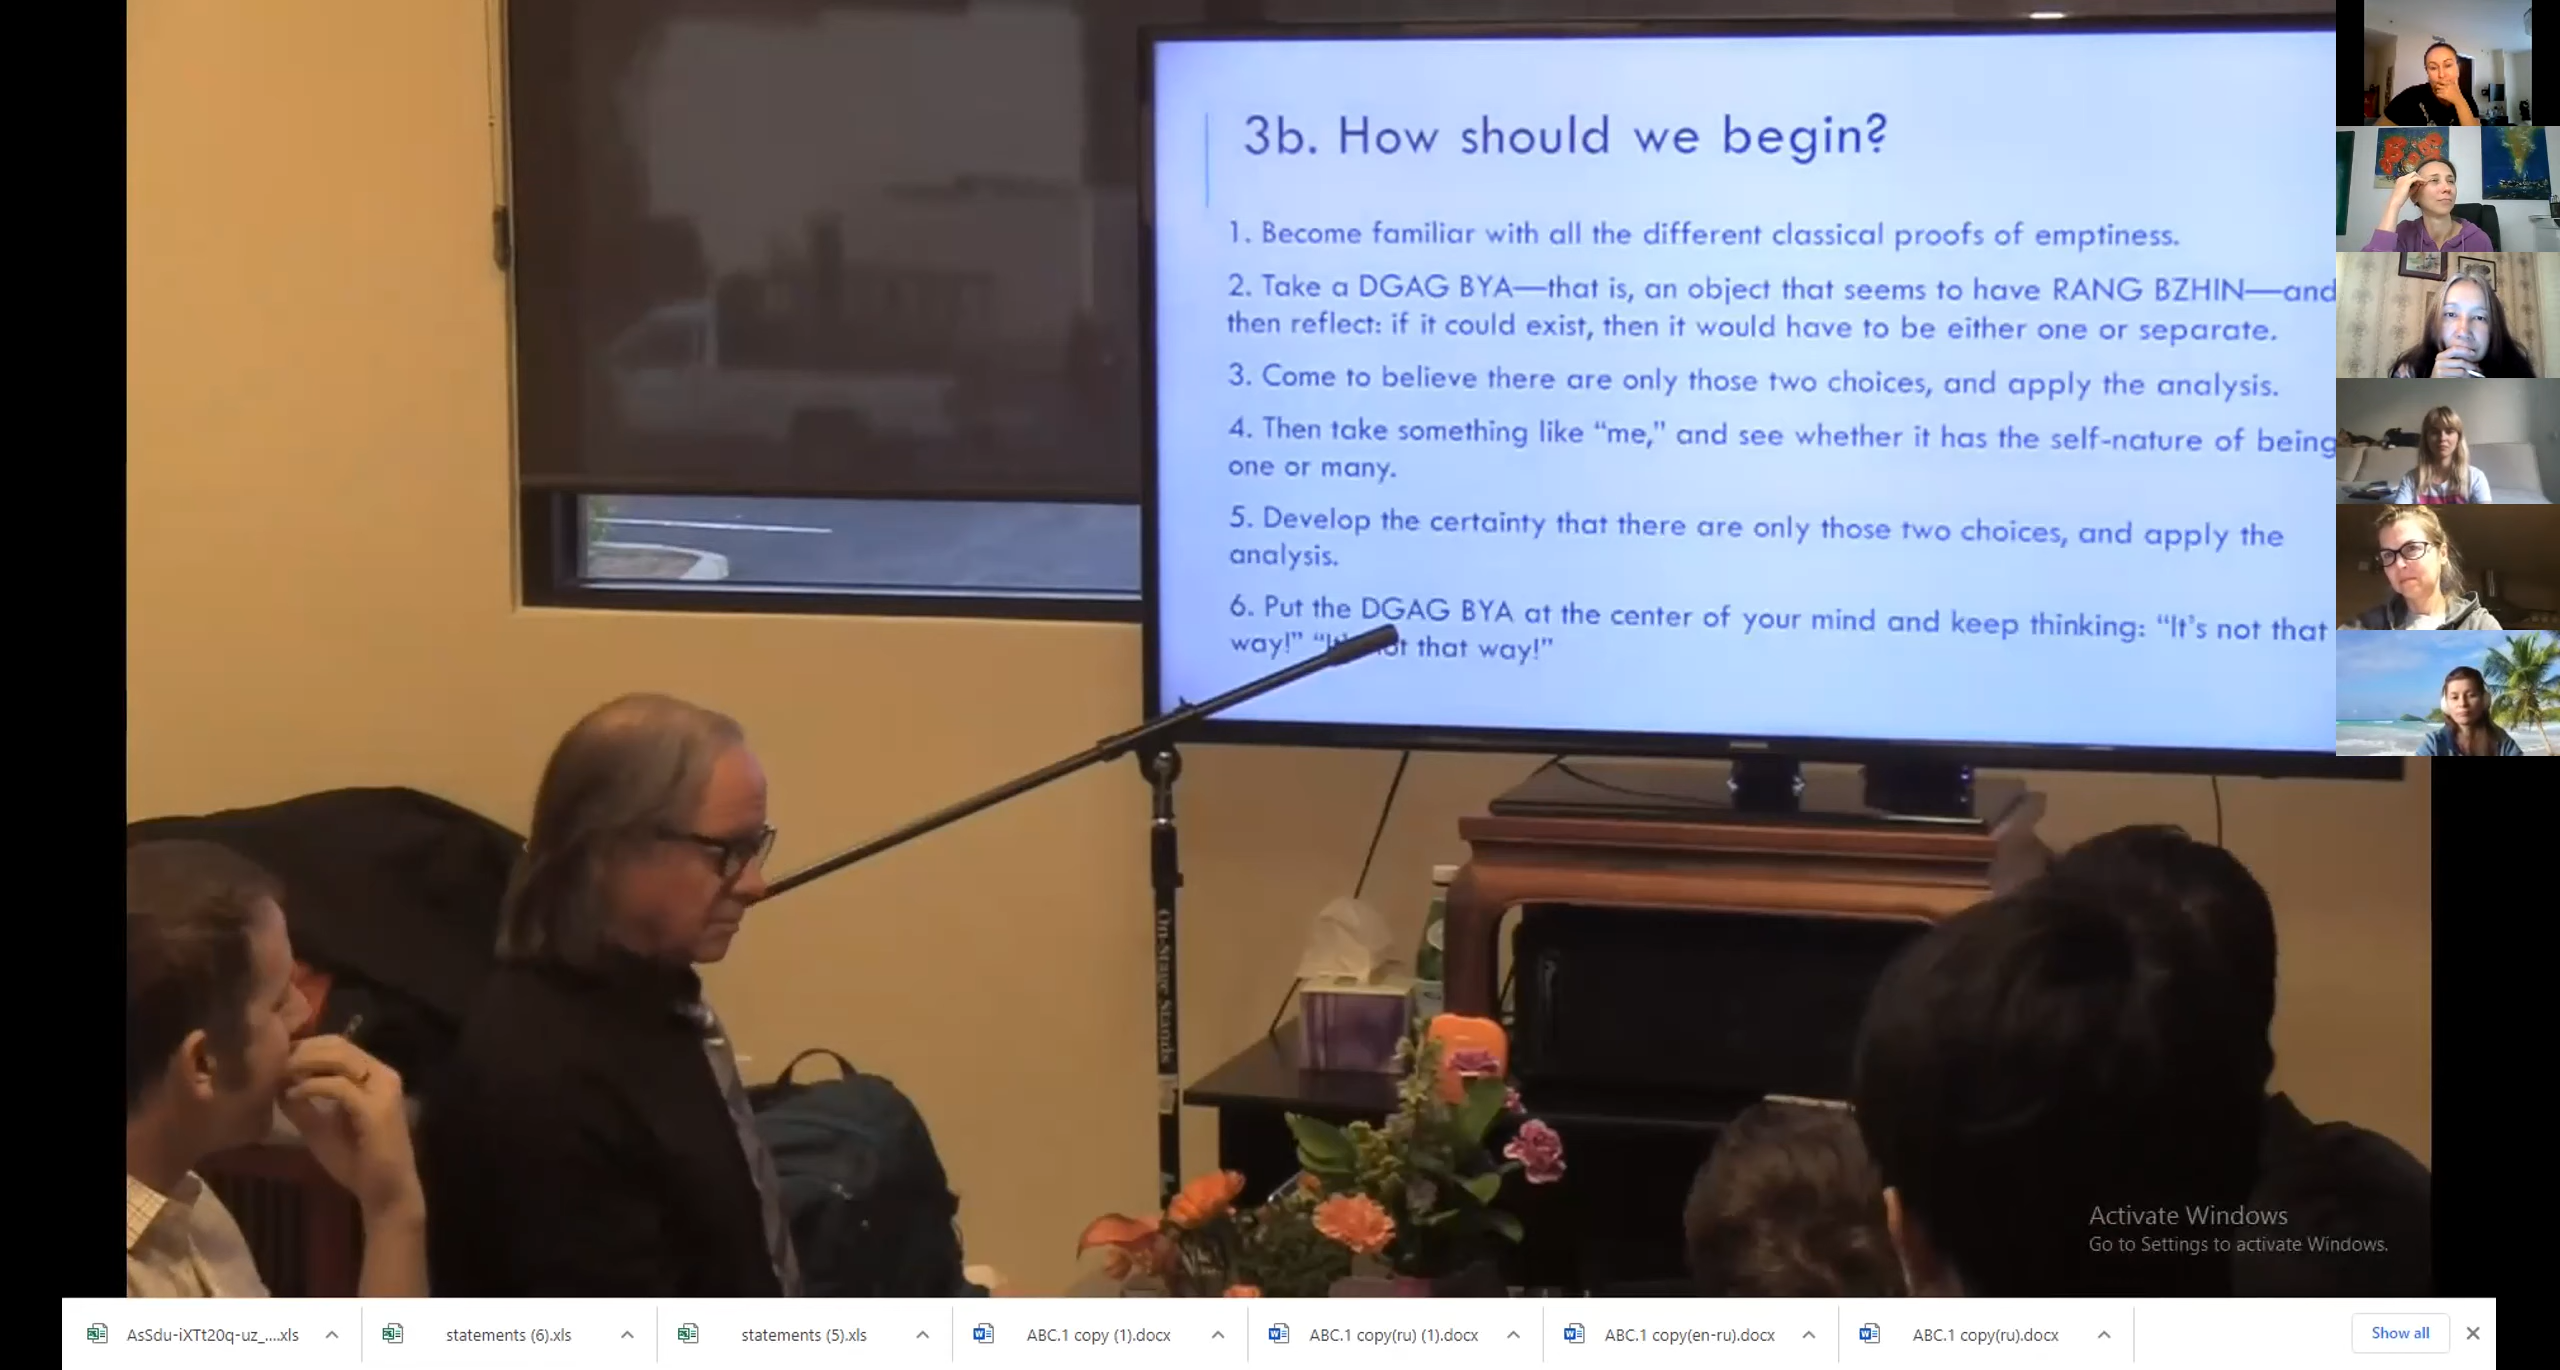 3b. How should we begin?
1. Become familiar with all the different classical proofs of emptiness.
2. Take a DGAG BYA—that is, an object that seems to have RANG BZHIN—and
then reflect: if it could exist, then it would have to be either one or separate.
3. Come to believe there are only those two choices, and apply the analysis.
4. Then take something like “me,” and see whether it has the self-nature of being
one or many.
5. Develop the certainty that there are only those two choices, and apply the
analysis.
6. Put the DGAG BYA at the center of your mind and keep thinking: “It’s not that
way!” that way!”
On-Stage Stands
Activate Windows
Go to Settings to activate Windows.
AsSdu-iXTt20q-uz_....xls
statements (6).xls
statements (5).xls
ABC.1 copy (1).docx
ABC.1 copy(ru) (1).docx
ABC.1 copy(en-ru).docx
ABC.1 copy(ru).docx
Show all